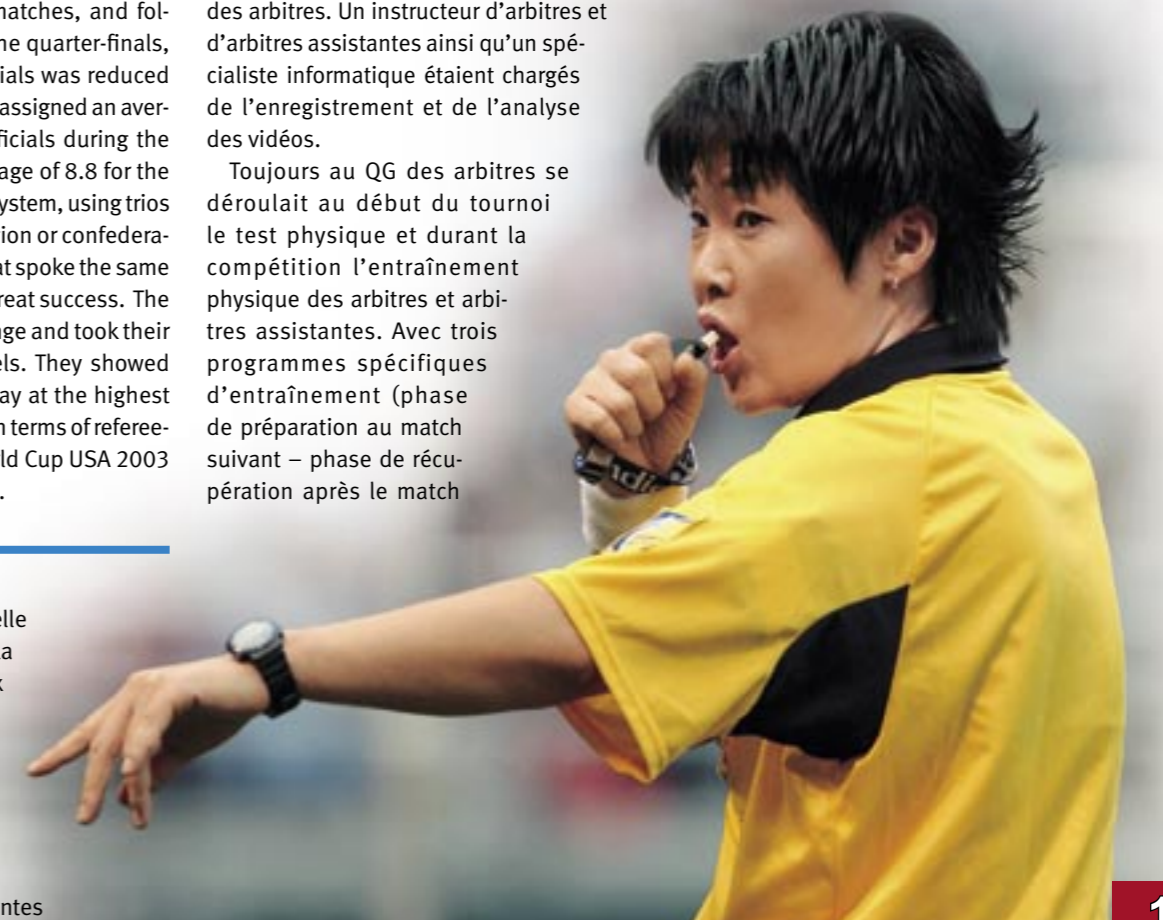 matches, and fol-
quarter-finals,
ials was reduced
assigned an aver-
ficials during the
age of 8.8 for the
ystem, using trios
ion or confedera-
at spoke the same
reat success. The
ge and took their
els. They showed
ay at the highest
n terms of referee-
rld Cup USA 2003
.
des arbitres. Un instructeur d'arbitres et
d'arbitres assistantes ainsi qu'un spé-
cialiste informatique étaient chargés
de l'enregistrement et de l'analyse
des vidéos.
Toujours au QG des arbitres se
déroulait au début du tournoi
le test physique et durant la
compétition l'entraînement
physique des arbitres et arbi-
tres assistantes. Avec trois
programmes spécifiques
d'entraînement (phase
de préparation au match
suivant – phase de récu-
pération après le match
elle
a
x
ntes
adi